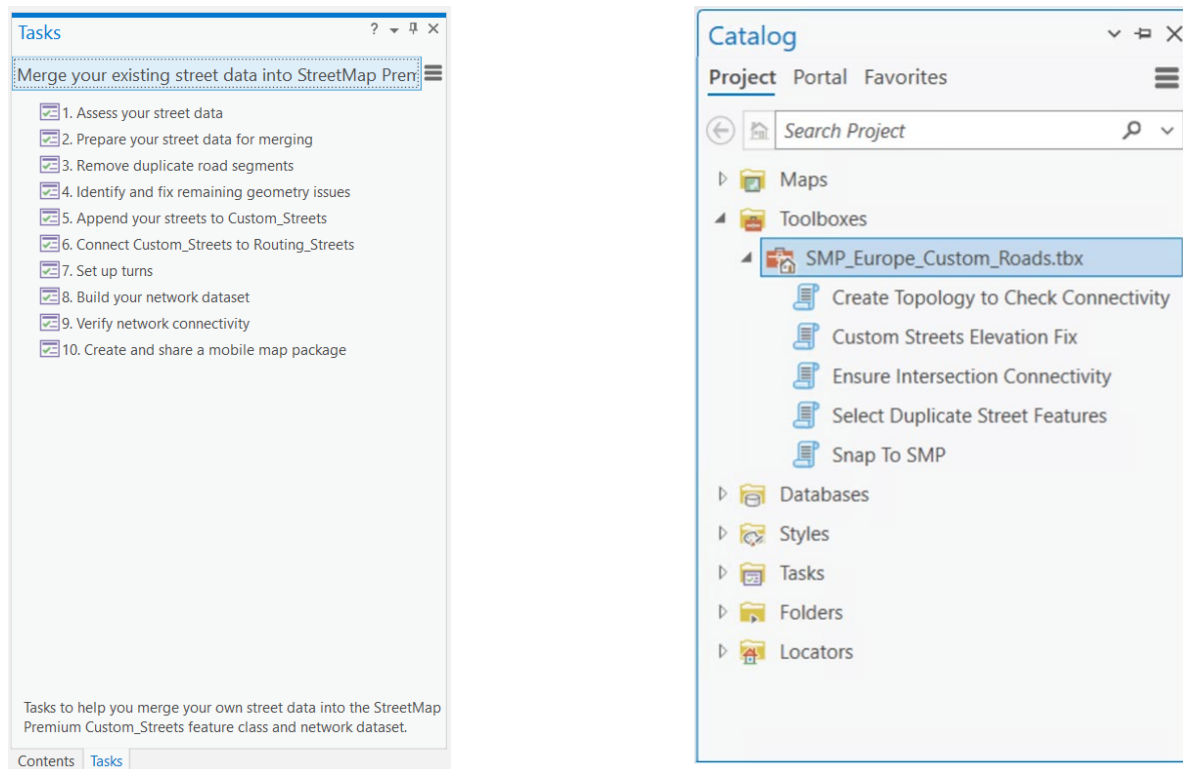 Tasks
Merge your existing street data into StreetMap Prem
1. Assess your street data
2. Prepare your street data for merging
3. Remove duplicate road segments
4. Identify and fix remaining geometry issues
5. Append your streets to Custom_Streets
6. Connect Custom_Streets to Routing_Streets
7. Set up turns
8. Build your network dataset
9. Verify network connectivity
10. Create and share a mobile map package
Tasks to help you merge your own street data into the StreetMap
Premium Custom_Streets feature class and network dataset.
Contents Tasks
Catalog
Project Portal Favorites
Search Project
Maps
Toolboxes
SMP_Europe_Custom_Roads.tbx
Create Topology to Check Connectivity
Custom Streets Elevation Fix
Ensure Intersection Connectivity
Select Duplicate Street Features
Snap To SMP
Databases
Styles
Tasks
Folders
Locators